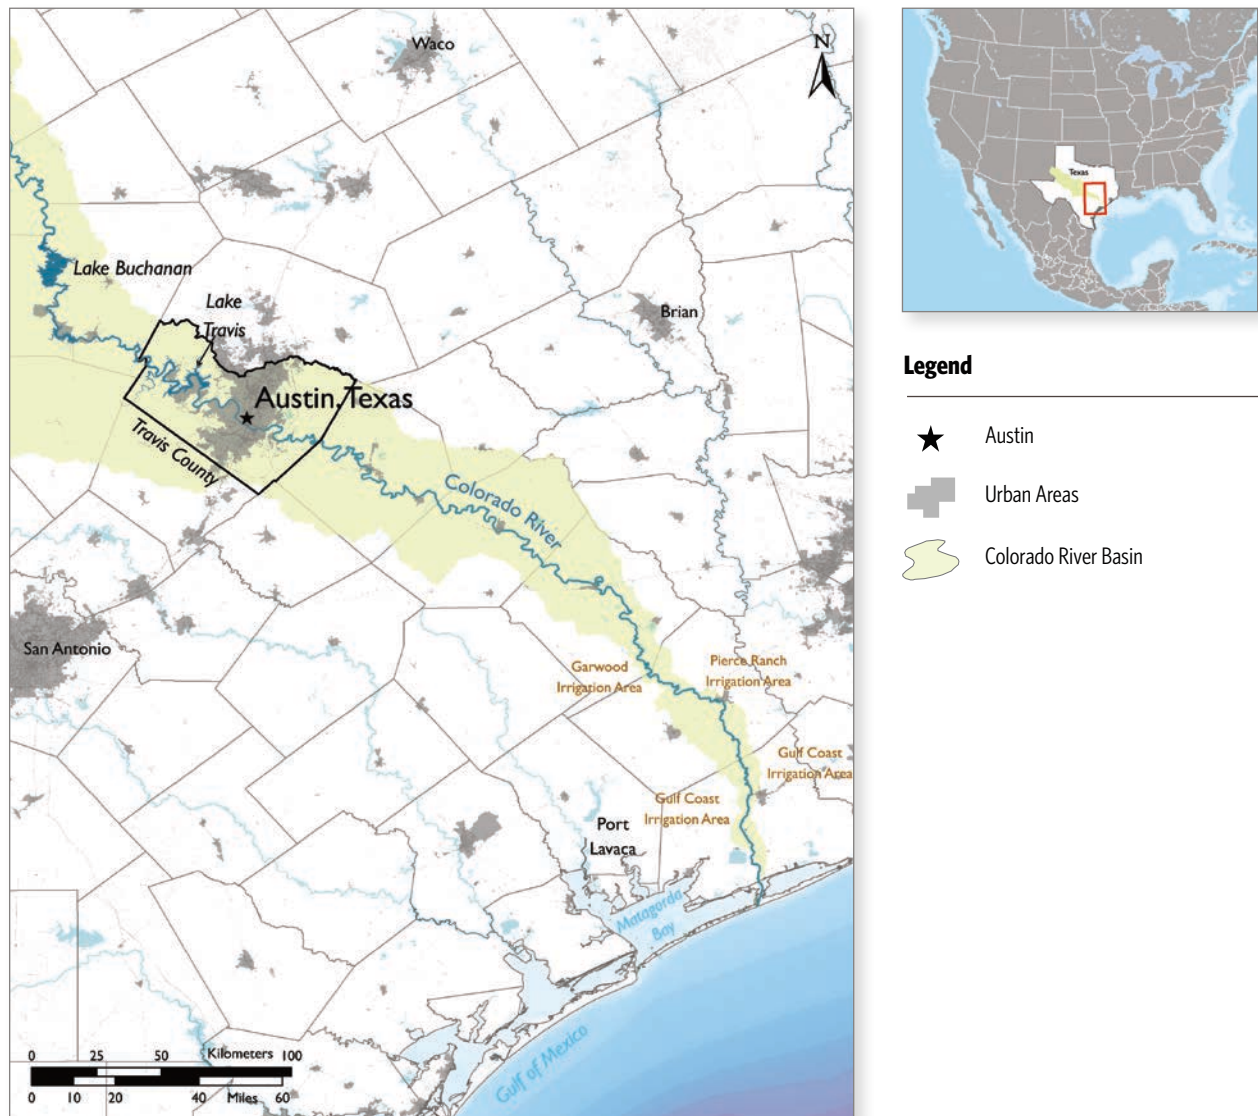 Waco
N
Lake Buchanan
Lake
Travis
Brian
Austin, Texas
Travis County
Colorado River
San Antonio
Garwood
Irrigation Area
Pierce Ranch
Irrigation Area
Gulf Coast
Irrigation Area
Gulf Coast
Irrigation Area
Port
Lavaca
Matagorda
Bay
Gulf of Mexico
0 25 50 Kilometers 100
0 10 20 40 Miles 60
Texas
Legend
Austin
Urban Areas
Colorado River Basin